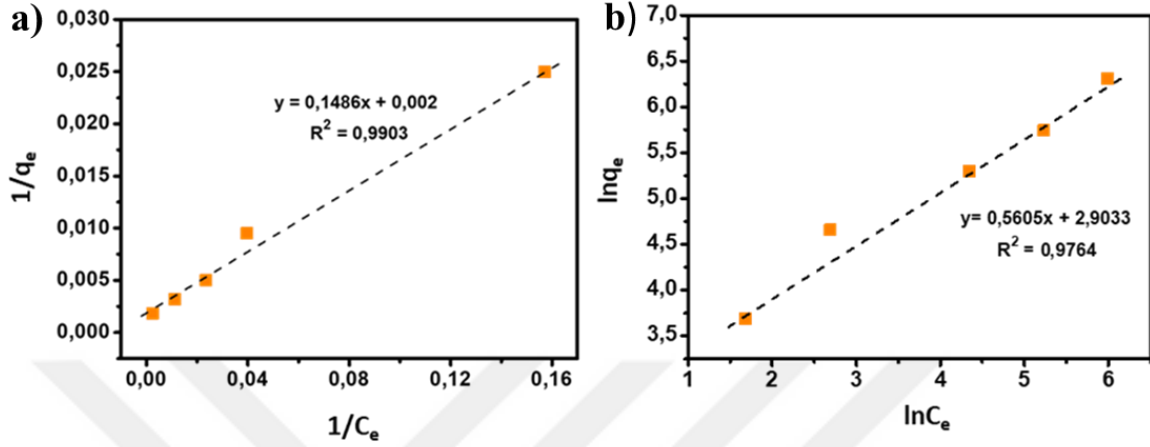 a)
0,030
0,025
0,020
0,015
0,010
0,005
0,000
1/qₑ
y = 0,1486x + 0,002
R² = 0,9903
0,00 0,04 0,08 0,12 0,16
1/Cₑ
b)
7,0
6,5
6,0
5,5
5,0
4,5
4,0
3,5
lnqₑ
y= 0,5605x + 2,9033
R² = 0,9764
1 2 3 4 5 6
lnCₑ